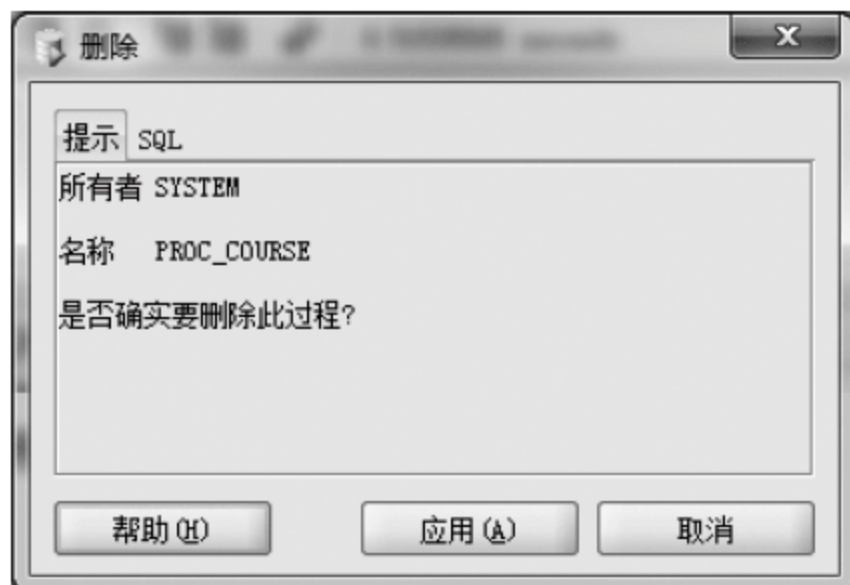 删除
提示 SQL
所有者 SYSTEM
名称 PROC_COURSE
是否确实要删除此过程?
帮助(H) 应用(A) 取消